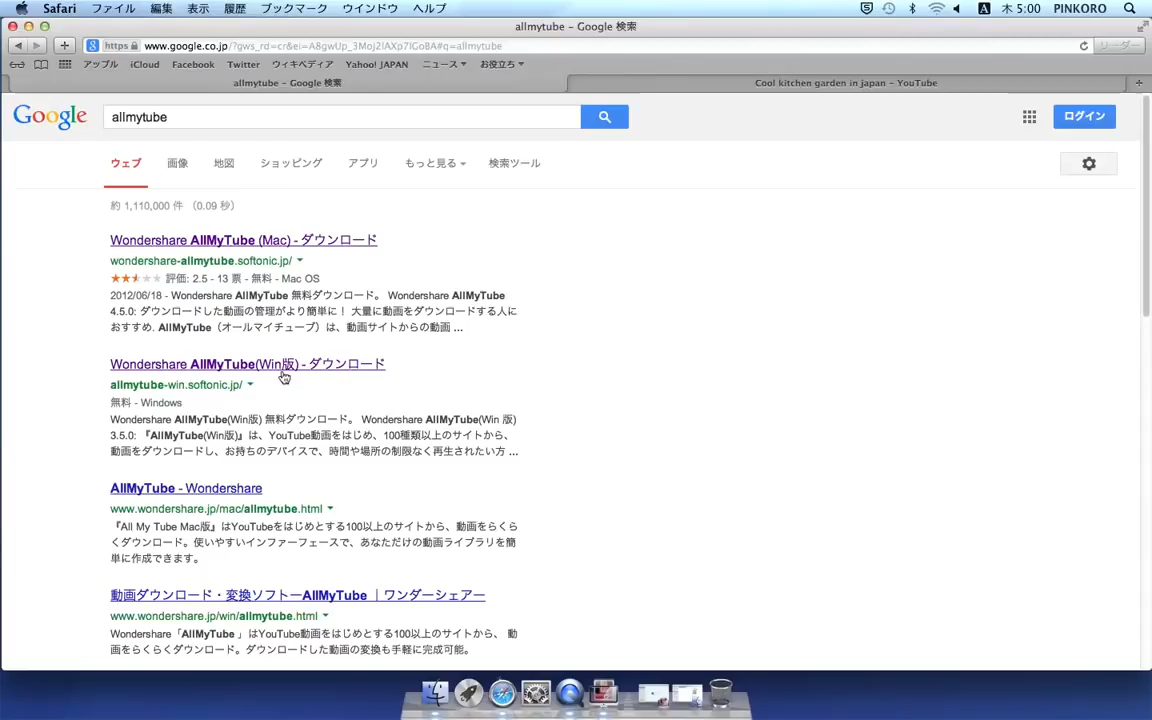 Safari ファイル 編集 表示 履歴 ブックマーク ウインドウ ヘルプ 木 5:00 PINKORO
allmytube – Google 検索
https www.google.co.jp/?gws_rd=cr&ei=A8gwUp_3Moj2lAXp7IGoBA#q=allmytube リーダー
アップル iCloud Facebook Twitter ウィキペディア Yahoo! JAPAN ニュース お役立ち
allmytube – Google 検索 Cool kitchen garden in japan – YouTube
Google allmytube ログイン
ウェブ 画像 地図 ショッピング アプリ もっと見る 検索ツール
約 1,110,000 件 (0.09 秒)
Wondershare AllMyTube (Mac) - ダウンロード
wondershare-allmytube.softonic.jp/
評価: 2.5 - 13 票 - 無料 - Mac OS
2012/06/18 - Wondershare AllMyTube 無料ダウンロード。 Wondershare AllMyTube
4.5.0: ダウンロードした動画の管理がより簡単に！ 大量に動画をダウンロードする人に
おすすめ. AllMyTube（オールマイチューブ）は、動画サイトからの動画 ...
Wondershare AllMyTube(Win版) - ダウンロード
allmytube-win.softonic.jp/
無料 - Windows
Wondershare AllMyTube(Win版) 無料ダウンロード。 Wondershare AllMyTube(Win 版)
3.5.0: 『AllMyTube(Win版)』は、YouTube動画をはじめ、100種類以上のサイトから、
動画をダウンロードし、お持ちのデバイスで、時間や場所の制限なく再生されたい方 ...
AllMyTube - Wondershare
www.wondershare.jp/mac/allmytube.html
『All My Tube Mac版』はYouTubeをはじめとする100以上のサイトから、動画をらくら
くダウンロード。使いやすいインファーフェースで、あなただけの動画ライブラリを簡
単に作成できます。
動画ダウンロード・変換ソフトーAllMyTube ｜ワンダーシェアー
www.wondershare.jp/win/allmytube.html
Wondershare「AllMyTube 」はYouTube動画をはじめとする100以上のサイトから、 動
画をらくらくダウンロード。ダウンロードした動画の変換も手軽に完成可能。